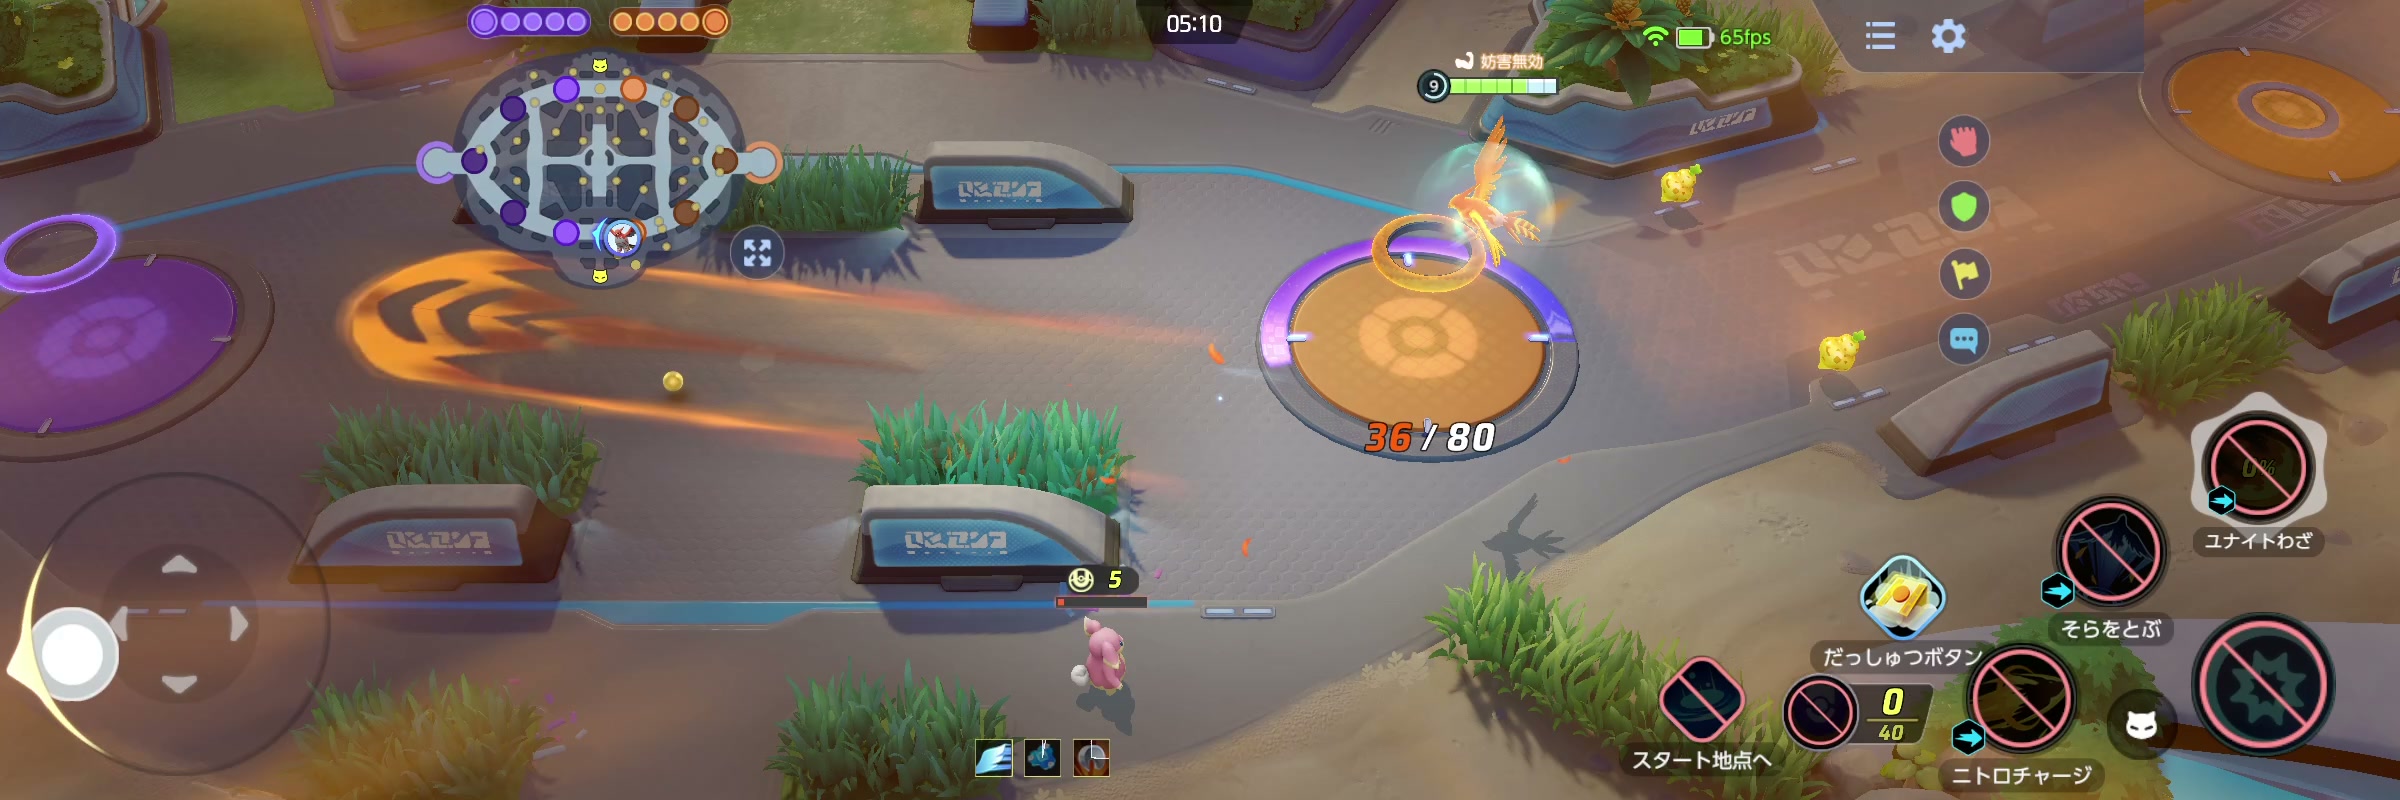 05:10
65fps
妨害無効
9
36 / 80
0%
ユナイトわざ
5
そらをとぶ
だっしゅつボタン
0
40
スタート地点へ
ニトロチャージ